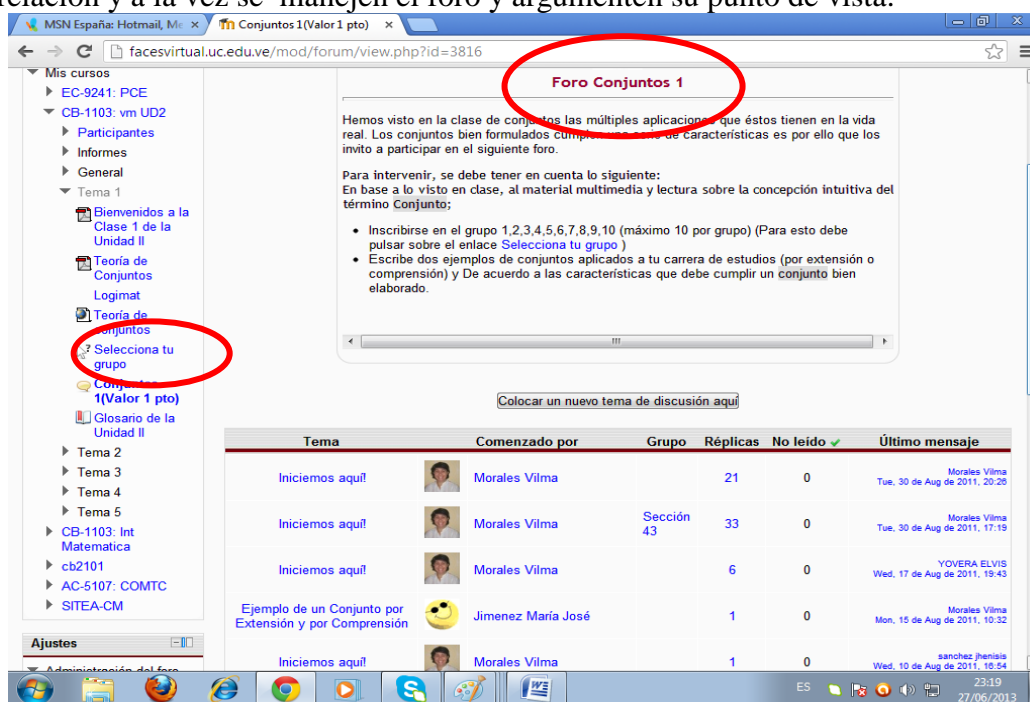 relación y a la vez se manejen el foro y argumenten su punto de vista.
MSN España: Hotmail, Me
Conjuntos 1(Valor 1 pto)
facesvirtual.uc.edu.ve/mod/forum/view.php?id=3816
Mis cursos
EC-9241: PCE
CB-1103: vm UD2
Participantes
Informes
General
Tema 1
Bienvenidos a la
Clase 1 de la
Unidad II
Teoría de
Conjuntos
Logimat
Teoría de
Conjuntos
Selecciona tu
grupo
Conjuntos
1(Valor 1 pto)
Glosario de la
Unidad II
Tema 2
Tema 3
Tema 4
Tema 5
CB-1103: Int
Matematica
cb2101
AC-5107: COMTC
SITEA-CM
Ajustes
Administración del foro
Foro Conjuntos 1
Hemos visto en la clase de conjuntos las múltiples aplicaciones que éstos tienen en la vida
real. Los conjuntos bien formulados cumplen una serie de características es por ello que los
invito a participar en el siguiente foro.
Para intervenir, se debe tener en cuenta lo siguiente:
En base a lo visto en clase, al material multimedia y lectura sobre la concepción intuitiva del
término Conjunto;
Inscribirse en el grupo 1,2,3,4,5,6,7,8,9,10 (máximo 10 por grupo) (Para esto debe
pulsar sobre el enlace Selecciona tu grupo )
Escribe dos ejemplos de conjuntos aplicados a tu carrera de estudios (por extensión o
comprensión) y De acuerdo a las características que debe cumplir un conjunto bien
elaborado.
Colocar un nuevo tema de discusión aquí
Tema Comenzado por Grupo Réplicas No leído Último mensaje
Iniciemos aquí! Morales Vilma 21 0 Morales Vilma
Tue, 30 de Aug de 2011, 20:26
Iniciemos aquí! Morales Vilma Sección 43 33 0 Morales Vilma
Tue, 30 de Aug de 2011, 17:19
Iniciemos aquí! Morales Vilma 6 0 YOVERA ELVIS
Wed, 17 de Aug de 2011, 19:43
Ejemplo de un Conjunto por
Extensión y por Comprensión Jimenez María José 1 0 Morales Vilma
Mon, 15 de Aug de 2011, 10:32
Iniciemos aquí! Morales Vilma 1 0 sanchez jhenisis
Wed, 10 de Aug de 2011, 16:54
ES
23:19
27/06/2013